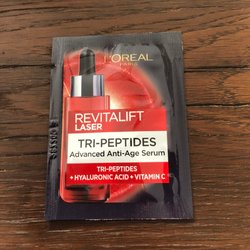 L'ORÉAL
PARIS
REVITALIFT
LASER
TRI-PEPTIDES
Advanced Anti-Age Serum
TRI-PEPTIDES
+ HYALURONIC ACID + VITAMIN C